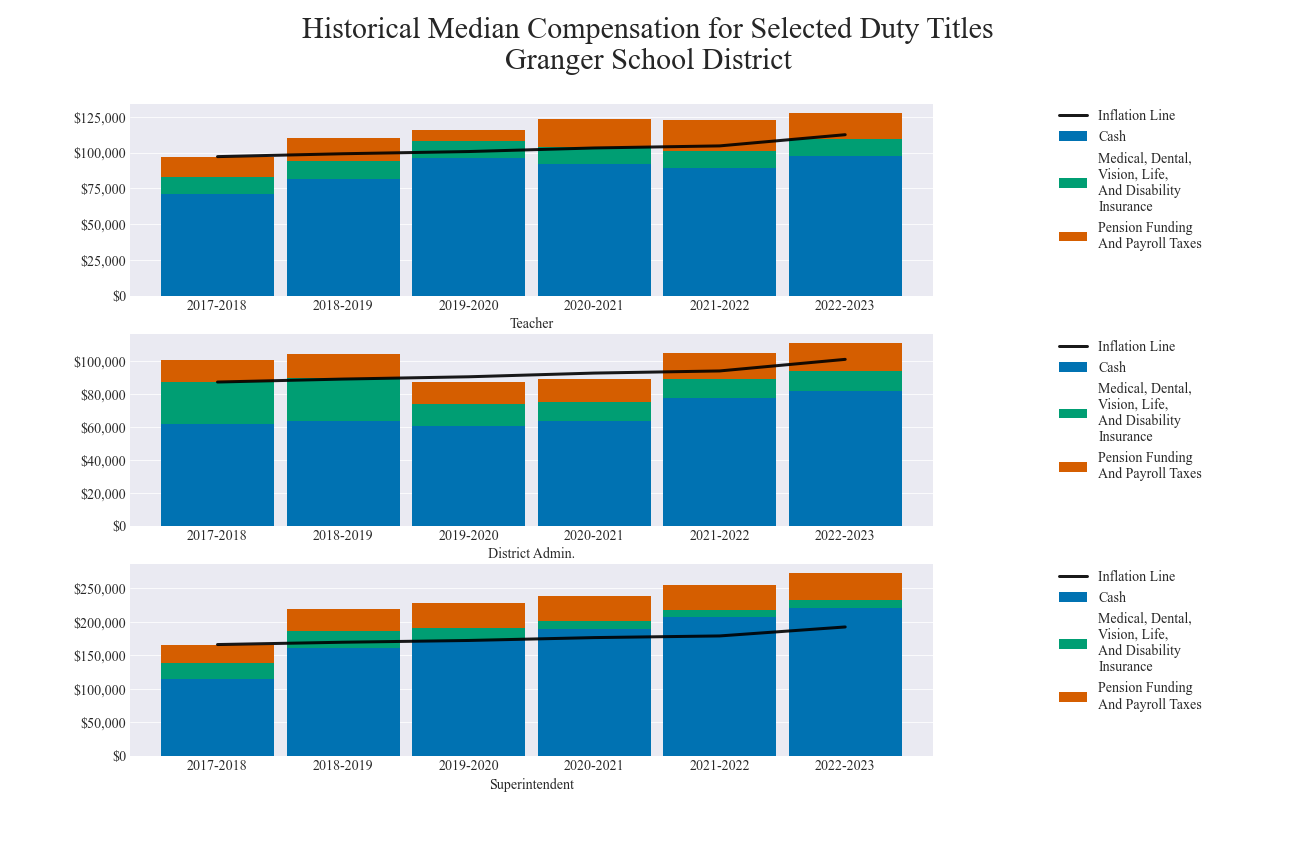 Historical Median Compensation for Selected Duty Titles
Granger School District
$125,000
$100,000
$75,000
$50,000
$25,000
$0
2017-2018
2018-2019
2019-2020
2020-2021
2021-2022
2022-2023
Teacher
Inflation Line
Cash
Medical, Dental,
Vision, Life,
And Disability
Insurance
Pension Funding
And Payroll Taxes
$100,000
$80,000
$60,000
$40,000
$20,000
$0
2017-2018
2018-2019
2019-2020
2020-2021
2021-2022
2022-2023
District Admin.
Inflation Line
Cash
Medical, Dental,
Vision, Life,
And Disability
Insurance
Pension Funding
And Payroll Taxes
$250,000
$200,000
$150,000
$100,000
$50,000
$0
2017-2018
2018-2019
2019-2020
2020-2021
2021-2022
2022-2023
Superintendent
Inflation Line
Cash
Medical, Dental,
Vision, Life,
And Disability
Insurance
Pension Funding
And Payroll Taxes